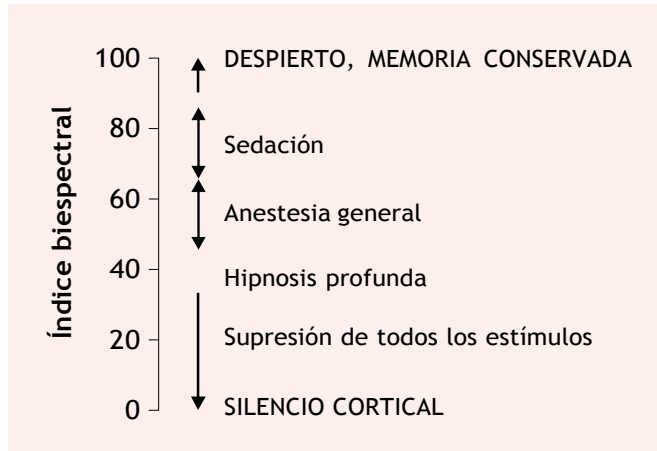 Índice biespectral
100 DESPIERTO, MEMORIA CONSERVADA
80
Sedación
60
Anestesia general
40
Hipnosis profunda
20 Supresión de todos los estímulos
0 SILENCIO CORTICAL